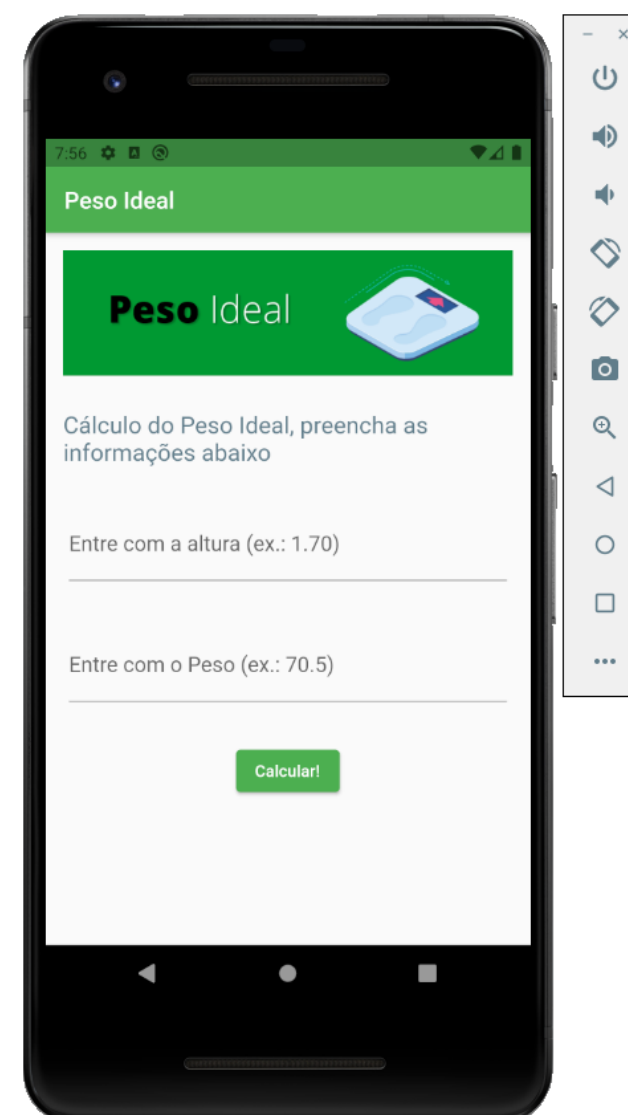 7:56
Peso Ideal
Peso Ideal
Cálculo do Peso Ideal, preencha as
informações abaixo
Entre com a altura (ex.: 1.70)
Entre com o Peso (ex.: 70.5)
Calcular!